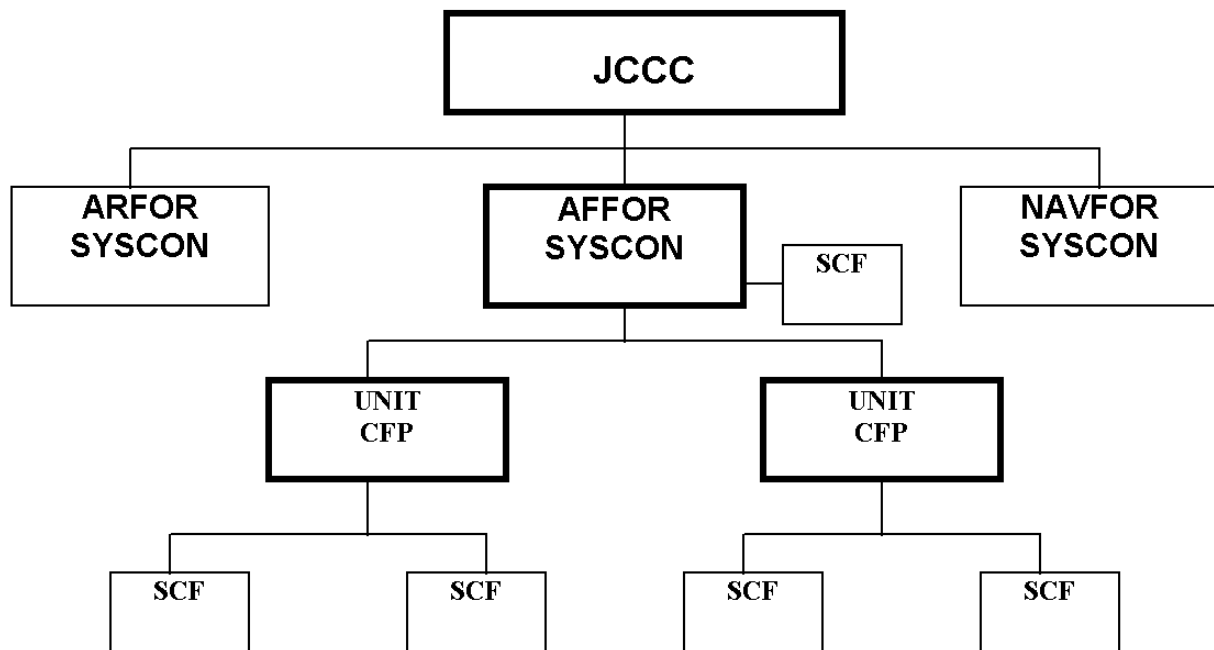 JCCC
ARFOR
SYSCON
AFFOR
SYSCON
NAVFOR
SYSCON
SCF
UNIT
CFP
UNIT
CFP
SCF
SCF
SCF
SCF